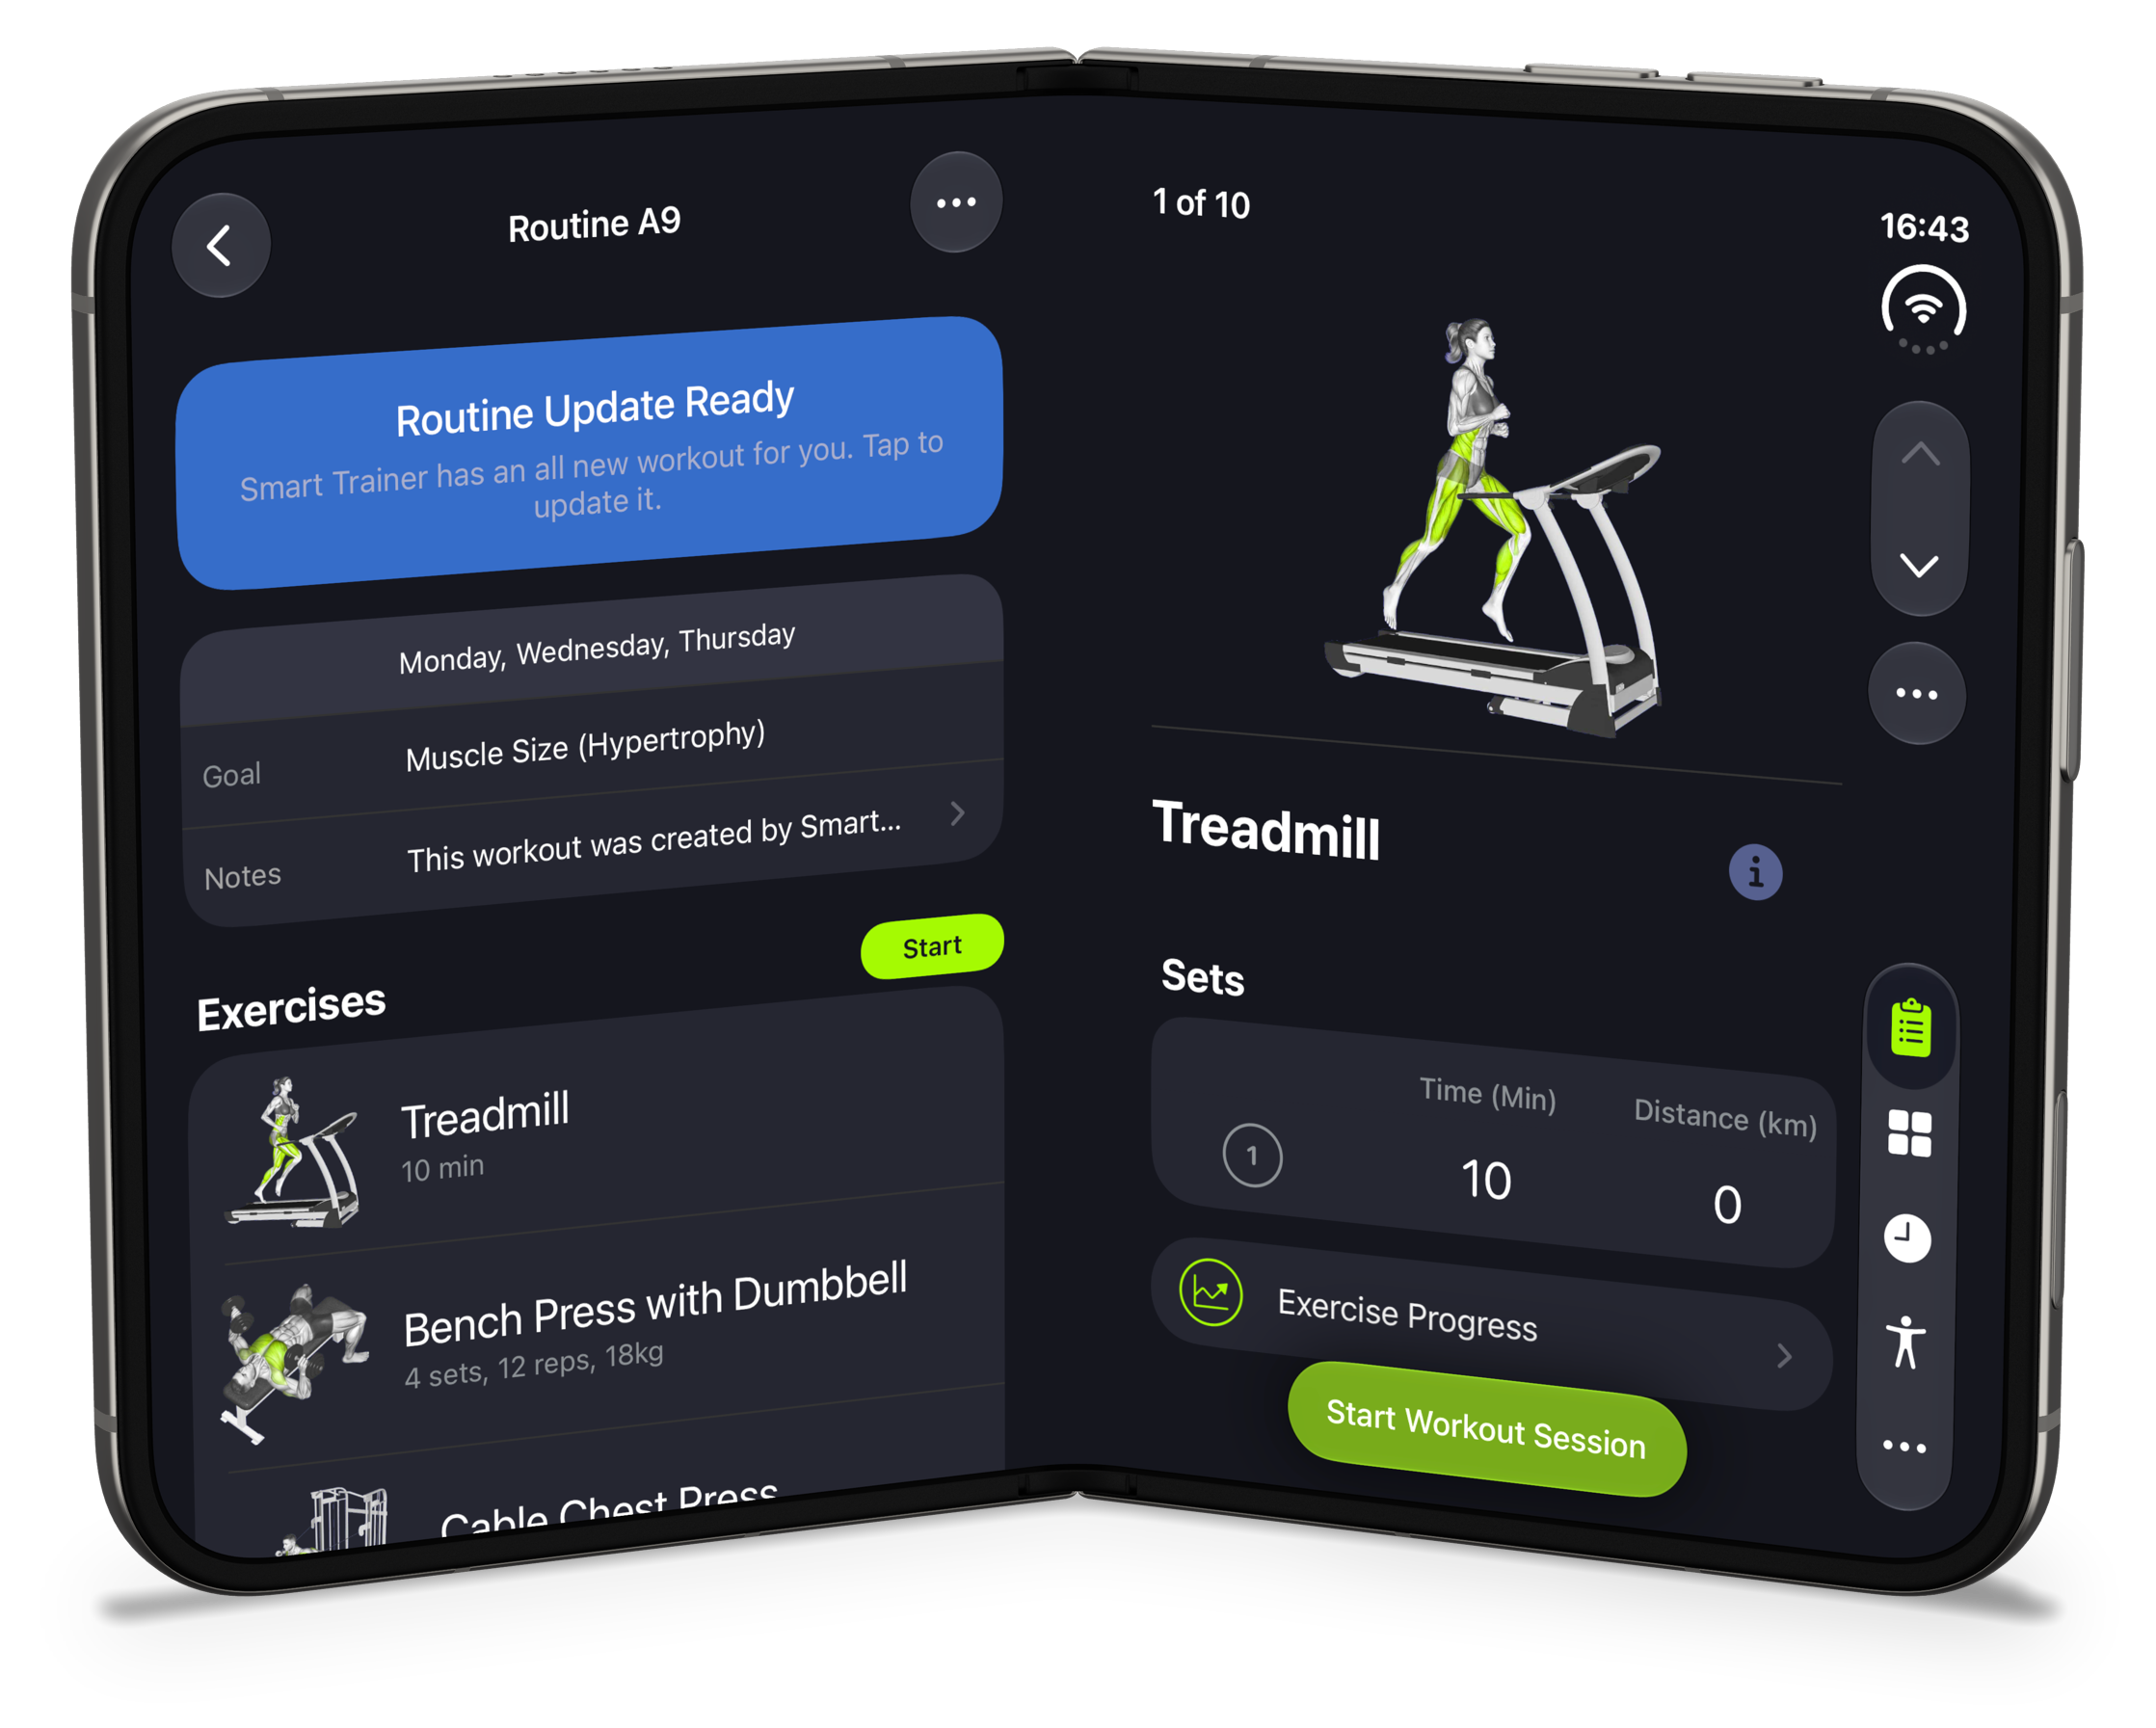 Routine A9
Routine Update Ready
Smart Trainer has an all new workout for you. Tap to
update it.
Monday, Wednesday, Thursday
Goal
Muscle Size (Hypertrophy)
Notes
This workout was created by Smart...
Start
Exercises
Treadmill
10 min
Bench Press with Dumbbell
4 sets, 12 reps, 18kg
Cable Chest Press
1 of 10
16:43
Treadmill
Sets
Time (Min)
Distance (km)
1
10
0
Exercise Progress
Start Workout Session